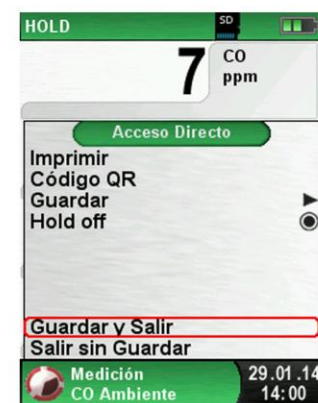 HOLD
SD
7 CO
ppm
Acceso Directo
Imprimir
Código QR
Guardar
Hold off
Guardar y Salir
Salir sin Guardar
Medición 29.01.14
CO Ambiente 14:00